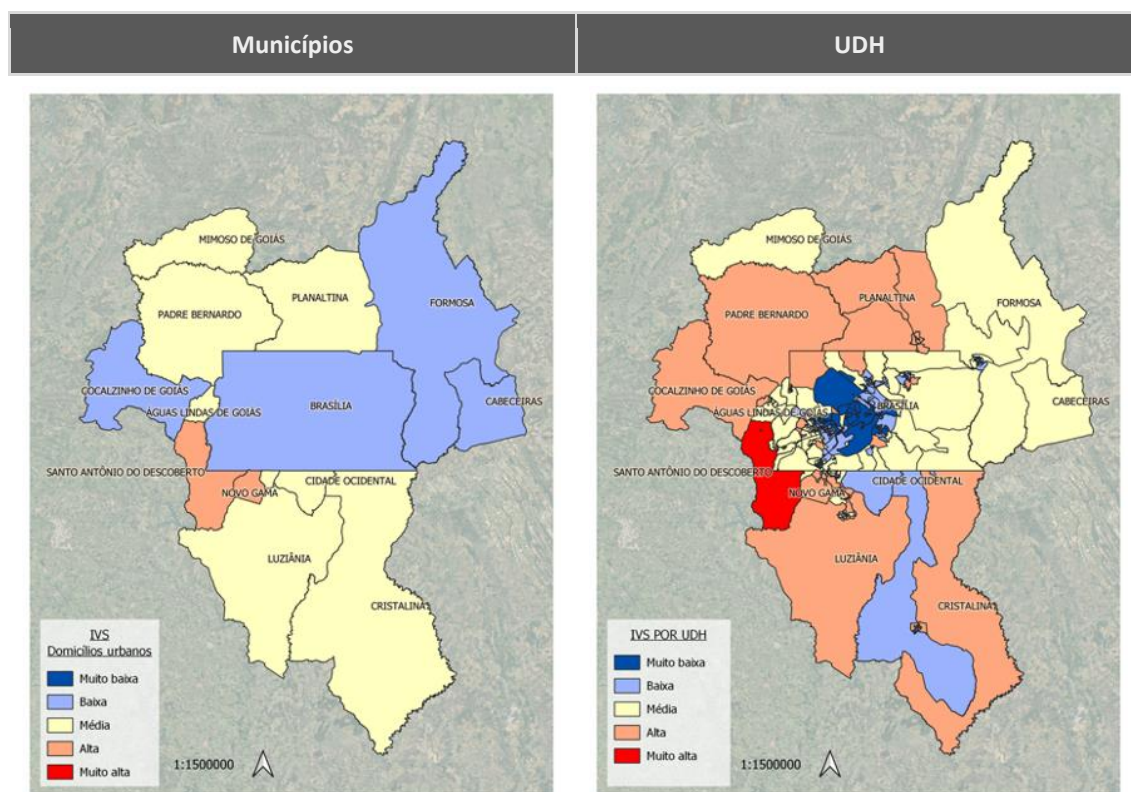 Municípios
UDH
MIMOSO DE GOIÁS
PLANALTINA
PADRE BERNARDO
FORMOSA
COCALZINHO DE GOIÁS
ÁGUAS LINDAS DE GOIÁS
BRASÍLIA
CABECEIRAS
SANTO ANTÔNIO DO DESCOBERTO
NOVO GAMA
CIDADE OCIDENTAL
LUZIÂNIA
CRISTALINA
IVS
Domicílios urbanos
Muito baixa
Baixa
Média
Alta
Muito alta
1:1500000
MIMOSO DE GOIÁS
PLANALTINA
PADRE BERNARDO
FORMOSA
COCALZINHO DE GOIÁS
ÁGUAS LINDAS DE GOIÁS
BRASÍLIA
CABECEIRAS
SANTO ANTÔNIO DO DESCOBERTO
NOVO GAMA
CIDADE OCIDENTAL
LUZIÂNIA
CRISTALINA
IVS POR UDH
Muito baixa
Baixa
Média
Alta
Muito alta
1:1500000